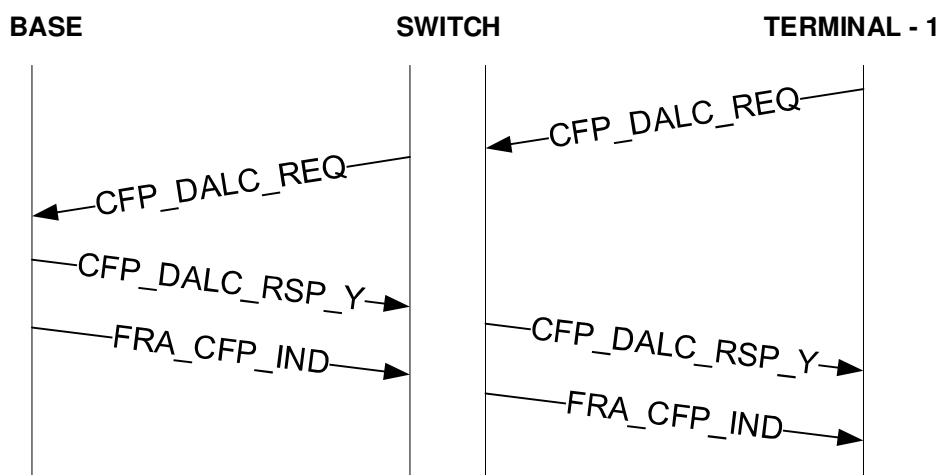 BASE
SWITCH
TERMINAL - 1
CFP_DALC_REQ
CFP_DALC_REQ
CFP_DALC_RSP_Y
FRA_CFP_IND
CFP_DALC_RSP_Y
FRA_CFP_IND